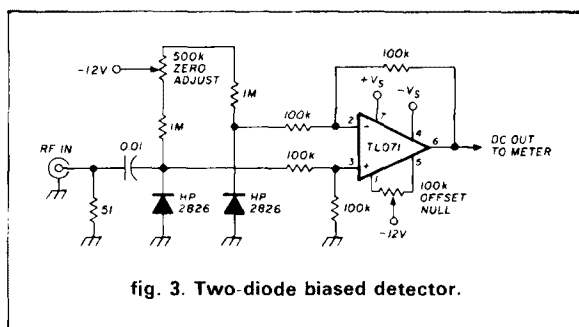 -12V
500k
ZERO
ADJUST
1M
1M
100k
+VS
-VS
100k
2
-
7
4
TL071
6
DC OUT
TO METER
RF IN
0.01
100k
3
+
1
5
51
HP
2826
HP
2826
100k
100k
OFFSET
NULL
-12V
fig. 3. Two-diode biased detector.